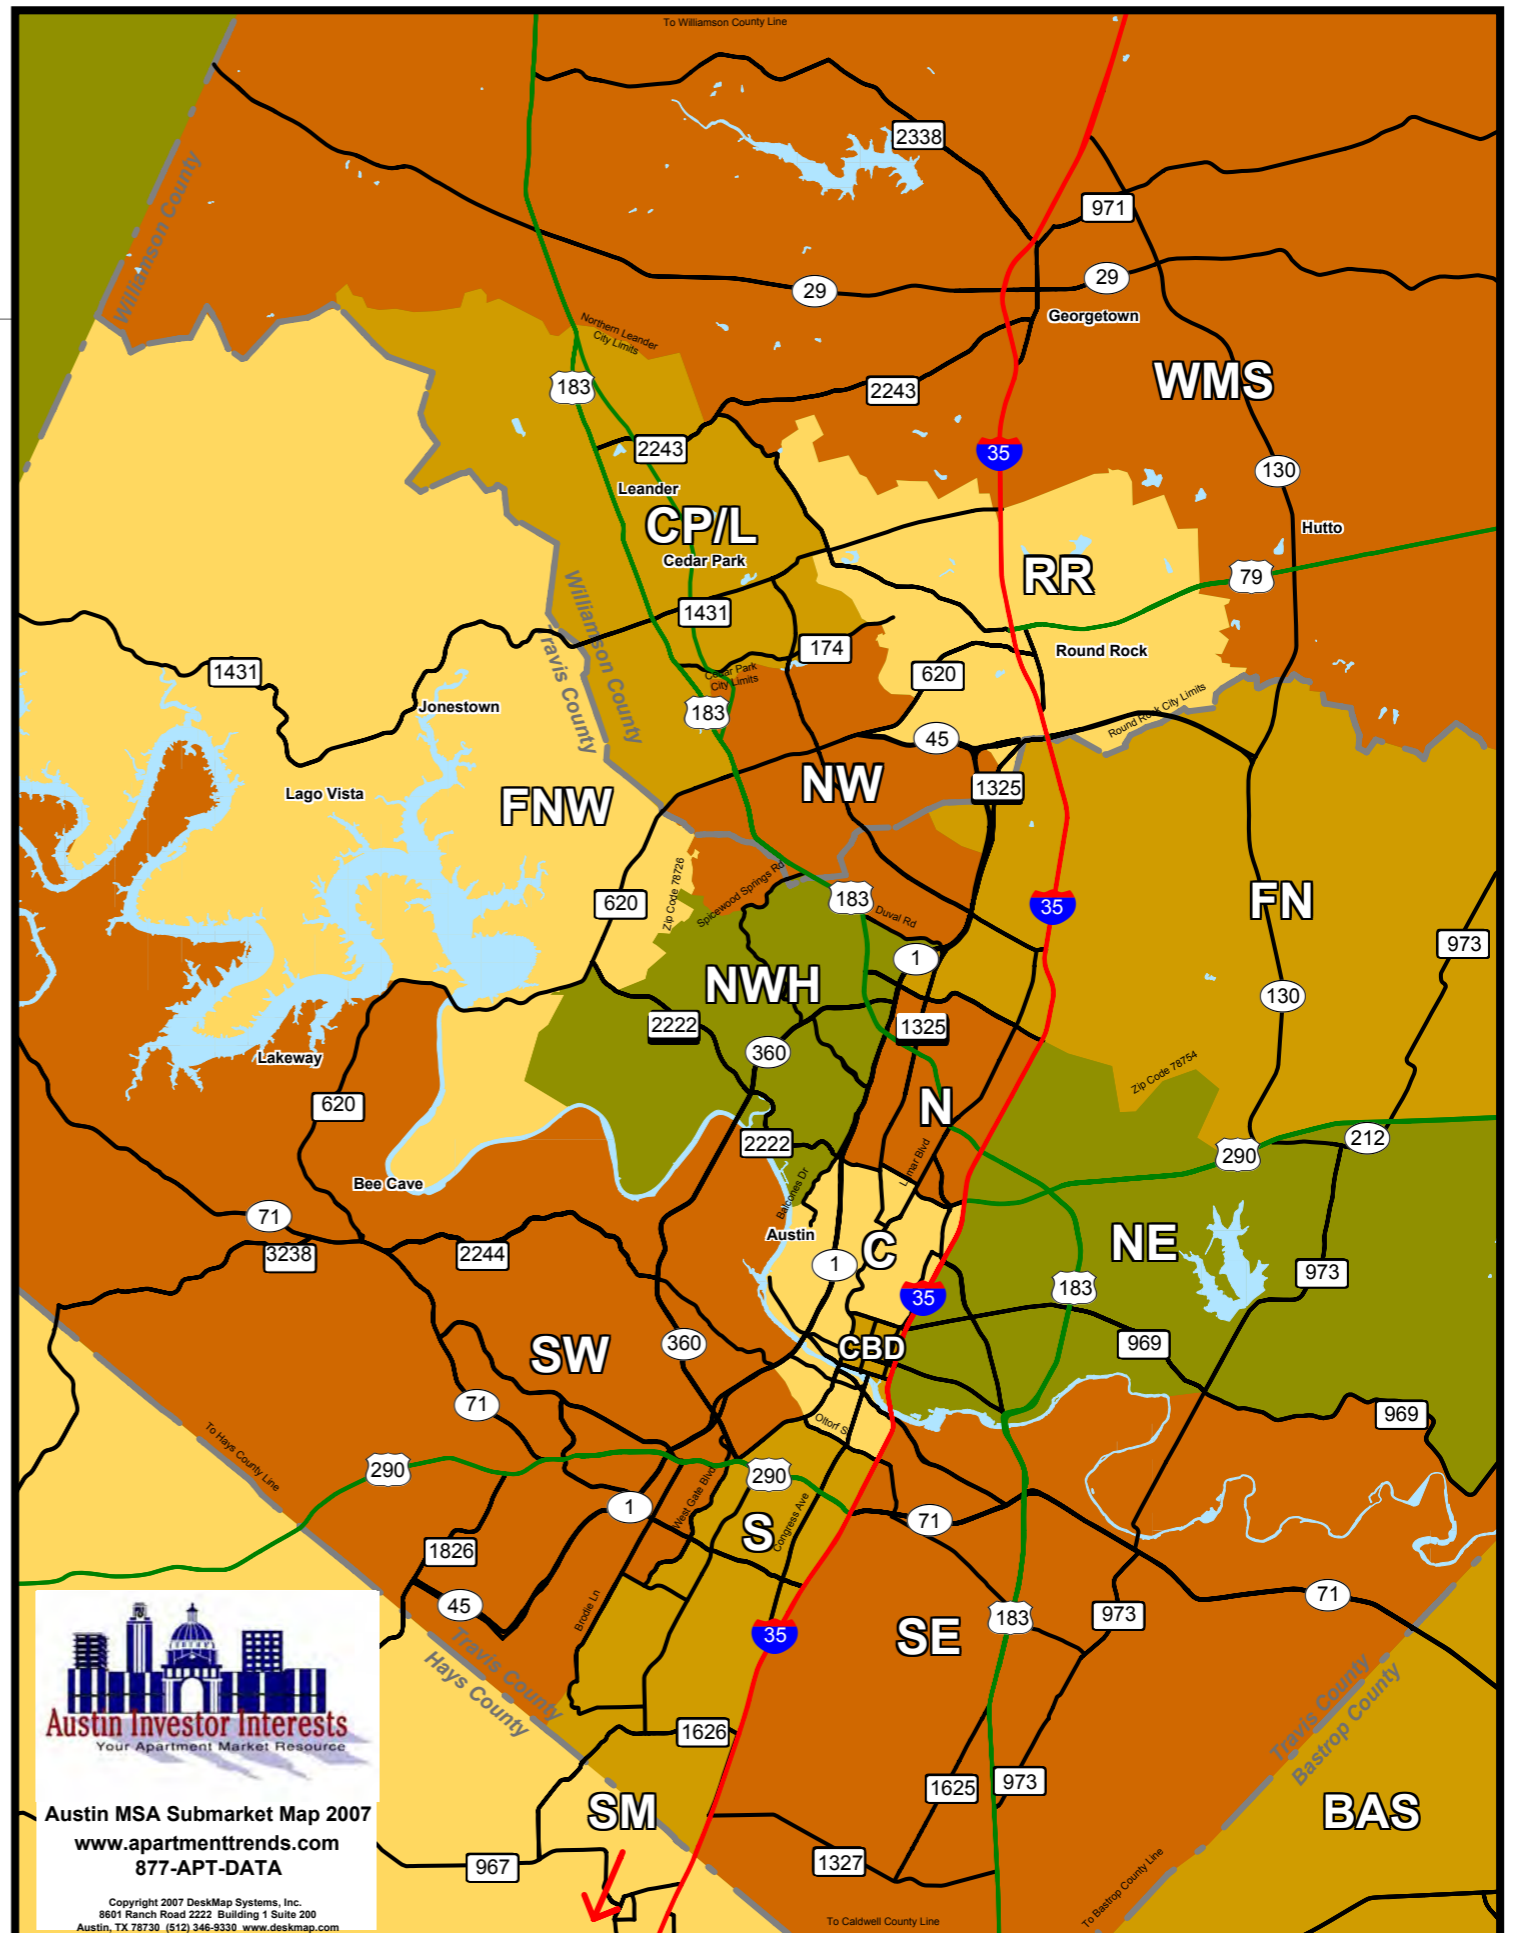 To Williamson County Line
2338
Williamson County
971
29
29
Georgetown
Northern Leander
City Limits
183
2243
WMS
2243
35
130
Leander
CP/L
Hutto
Cedar Park
RR
79
Williamson County
Travis County
1431
174
Round Rock
1431
620
Cedar Park
City Limits
Jonestown
183
Round Rock City Limits
45
NW
1325
Lago Vista
FNW
Zip Code 78726
Spicewood Springs Rd
620
183
Duval Rd
35
FN
973
1
NWH
130
2222
1325
360
Lakeway
Zip Code 78754
620
N
2222
Lamar Blvd
290
212
Bee Cave
Balcones Dr
71
Austin
3238
2244
C
NE
1
973
183
35
SW
360
CBD
969
71
Oltorf St
969
To Hays County Line
290
290
West Gate Blvd
1
Congress Ave
S
71
1826
45
Brodie Ln
71
183
973
35
SE
Travis County
Hays County
Austin Investor Interests
Your Apartment Market Resource
1626
Travis County
Bastrop County
1625
973
SM
BAS
Austin MSA Submarket Map 2007
www.apartmenttrends.com
877-APT-DATA
967
1327
To Bastrop County Line
Copyright 2007 DeskMap Systems, Inc.
8601 Ranch Road 2222 Building 1 Suite 200
Austin, TX 78730 (512) 346-9330 www.deskmap.com
To Caldwell County Line